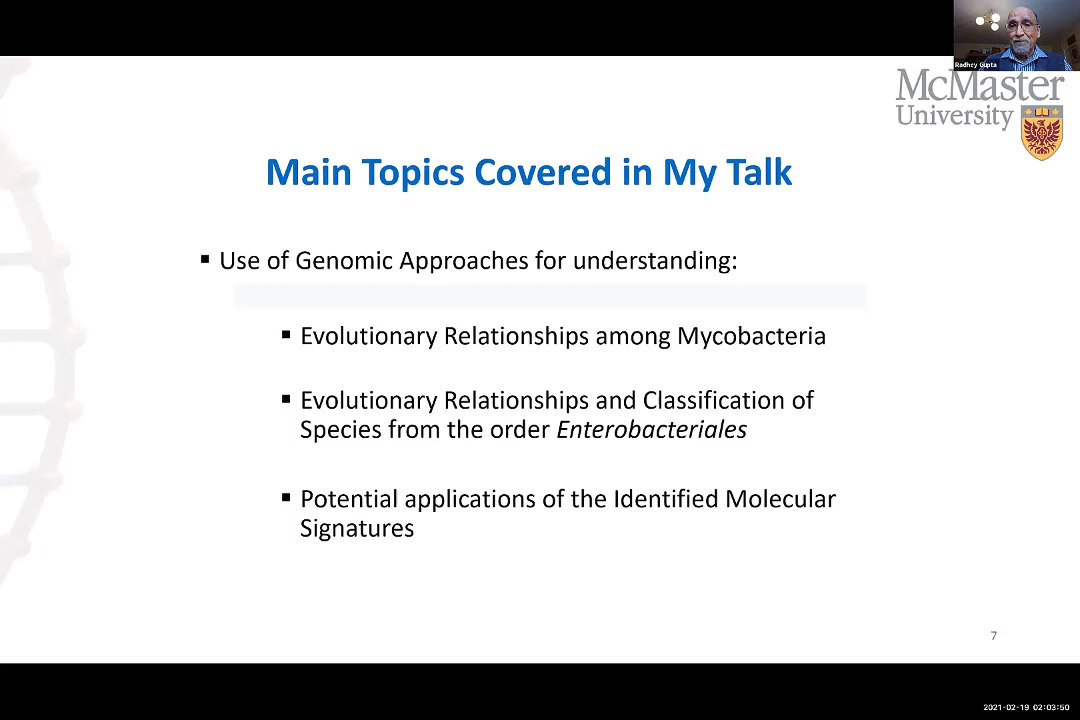 Radhey Gupta
McMaster
University
Main Topics Covered in My Talk
▪ Use of Genomic Approaches for understanding:
▪ Evolutionary Relationships among Mycobacteria
▪ Evolutionary Relationships and Classification of
Species from the order Enterobacteriales
▪ Potential applications of the Identified Molecular
Signatures
7
2021-02-19 02:03:50